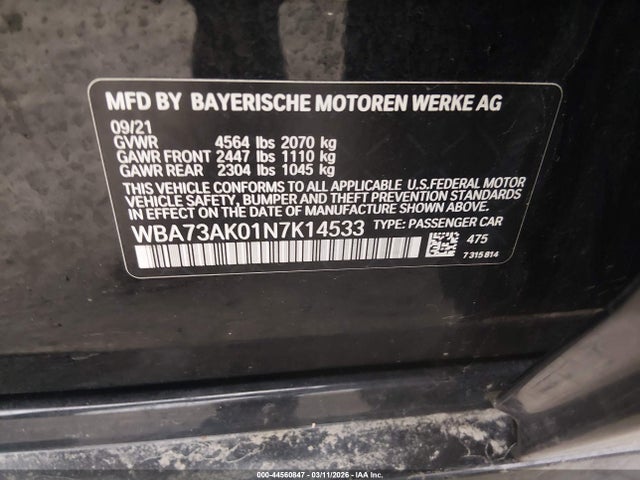 MFD BY BAYERISCHE MOTOREN WERKE AG
09/21
GVWR 4564 lbs 2070 kg
GAWR FRONT 2447 lbs 1110 kg
GAWR REAR 2304 lbs 1045 kg
THIS VEHICLE CONFORMS TO ALL APPLICABLE U.S.FEDERAL MOTOR
VEHICLE SAFETY, BUMPER AND THEFT PREVENTION STANDARDS
IN EFFECT ON THE DATE OF MANUFACTURE SHOWN ABOVE.
WBA73AK01N7K14533 TYPE: PASSENGER CAR
475
7 315 814
000-44560847 - 03/11/2026 - IAA Inc.